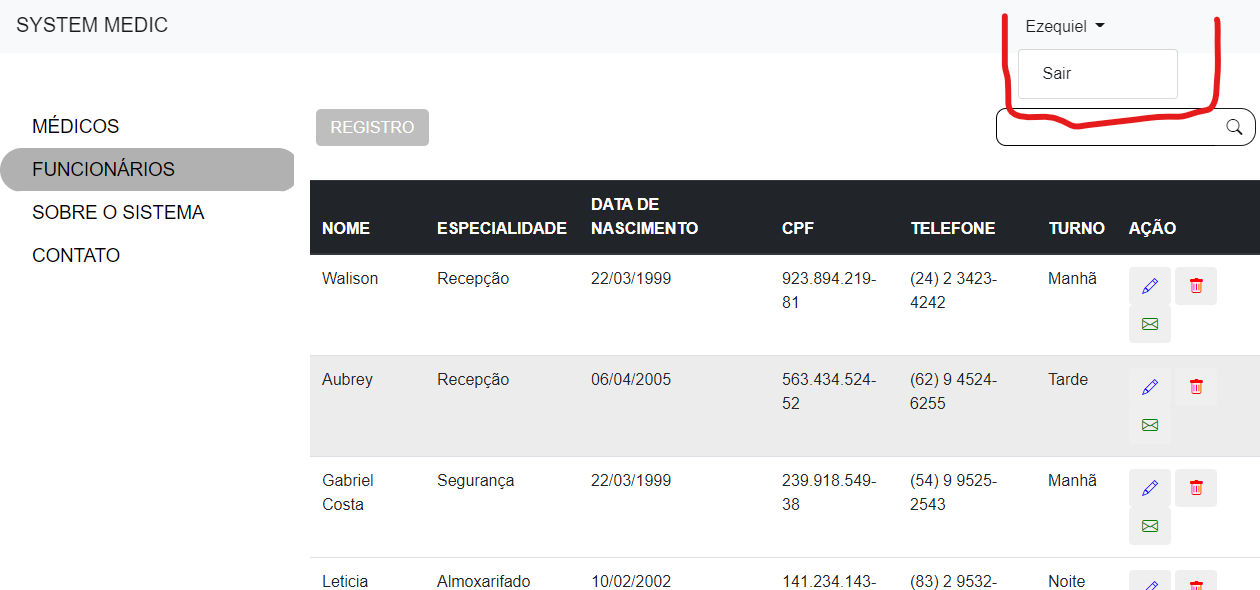 SYSTEM MEDIC
Ezequiel
Sair
MÉDICOS
FUNCIONÁRIOS
SOBRE O SISTEMA
CONTATO
REGISTRO
NOME ESPECIALIDADE DATA DE NASCIMENTO CPF TELEFONE TURNO AÇÃO
Walison Recepção 22/03/1999 923.894.219-81 (24) 2 3423-4242 Manhã
Aubrey Recepção 06/04/2005 563.434.524-52 (62) 9 4524-6255 Tarde
Gabriel Costa Segurança 22/03/1999 239.918.549-38 (54) 9 9525-2543 Manhã
Leticia Almoxarifado 10/02/2002 141.234.143- (83) 2 9532- Noite